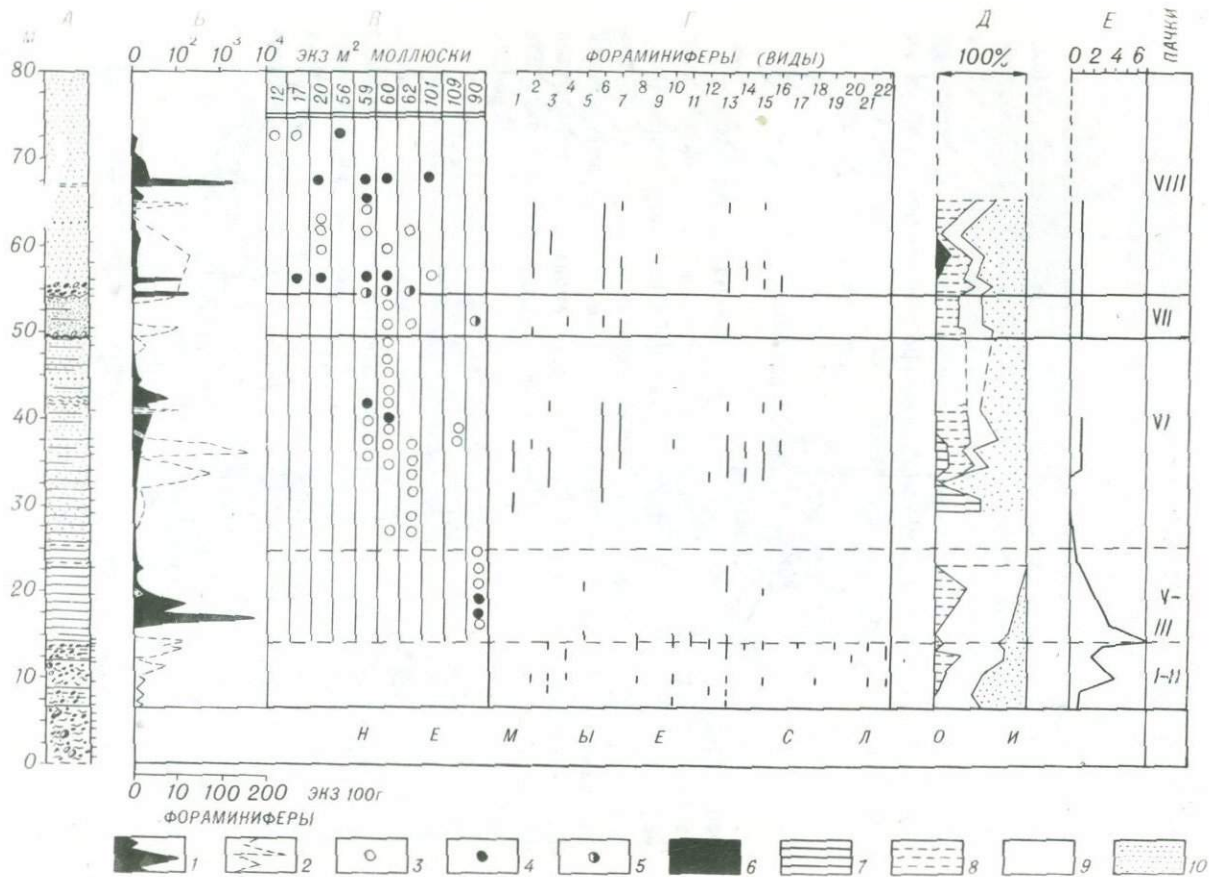 А Б В Г Д Е
м 0 10² 10³ 10⁴ ЭКЗ М² МОЛЛЮСКИ ФОРАМИНИФЕРЫ (ВИДЫ) 100% 0 2 4 6 ПАЧКИ
12 17 20 56 59 60 62 101 109 90
2 4 6 8 10 12 14 16 18 20 22
1 3 5 7 9 11 13 15 17 19 21
80
70
VIII
60
50 VII
40 VI
30
20 V-
III
10 I-II
0 НЕМЫЕ СЛОИ
0 10 100 200 ЭКЗ 100г
ФОРАМИНИФЕРЫ
1 2 3 4 5 6 7 8 9 10